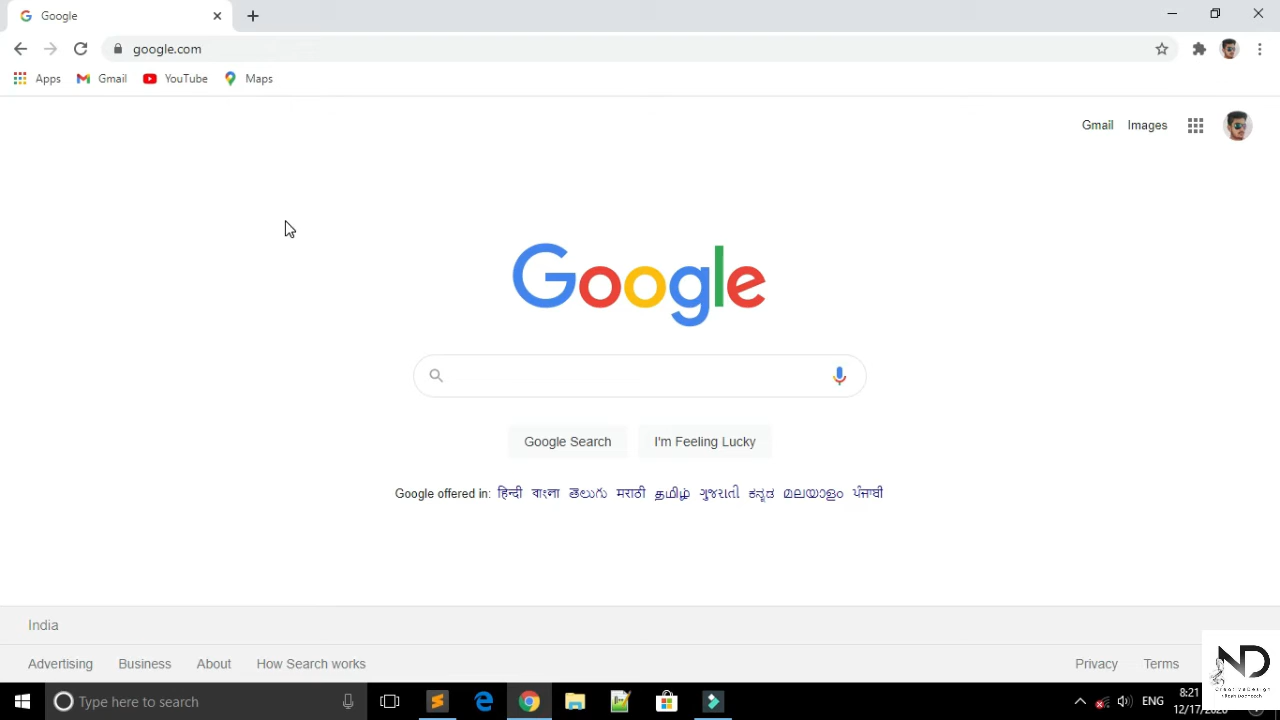 Google
google.com
Apps Gmail YouTube Maps
Gmail Images
Google
Google Search I'm Feeling Lucky
Google offered in: हिन्दी বাংলা తెలుగు मराठी தமிழ் ગુજરાતી ಕನ್ನಡ മലയാളം ਪੰਜਾਬੀ
India
Advertising Business About How Search works Privacy Terms
ND
Type here to search ENG 8:21